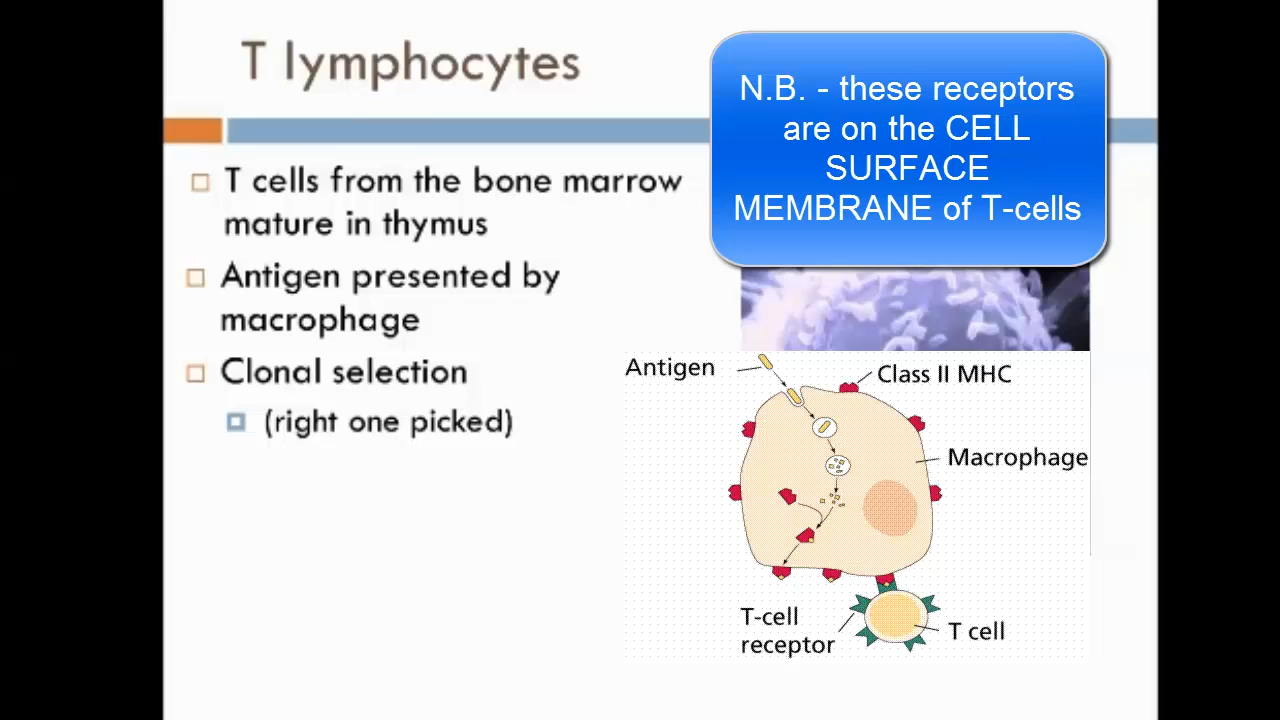 T lymphocytes
N.B. - these receptors
are on the CELL
SURFACE
MEMBRANE of T-cells
T cells from the bone marrow
mature in thymus
Antigen presented by
macrophage
Clonal selection
(right one picked)
Antigen
Class II MHC
Macrophage
T-cell
receptor
T cell